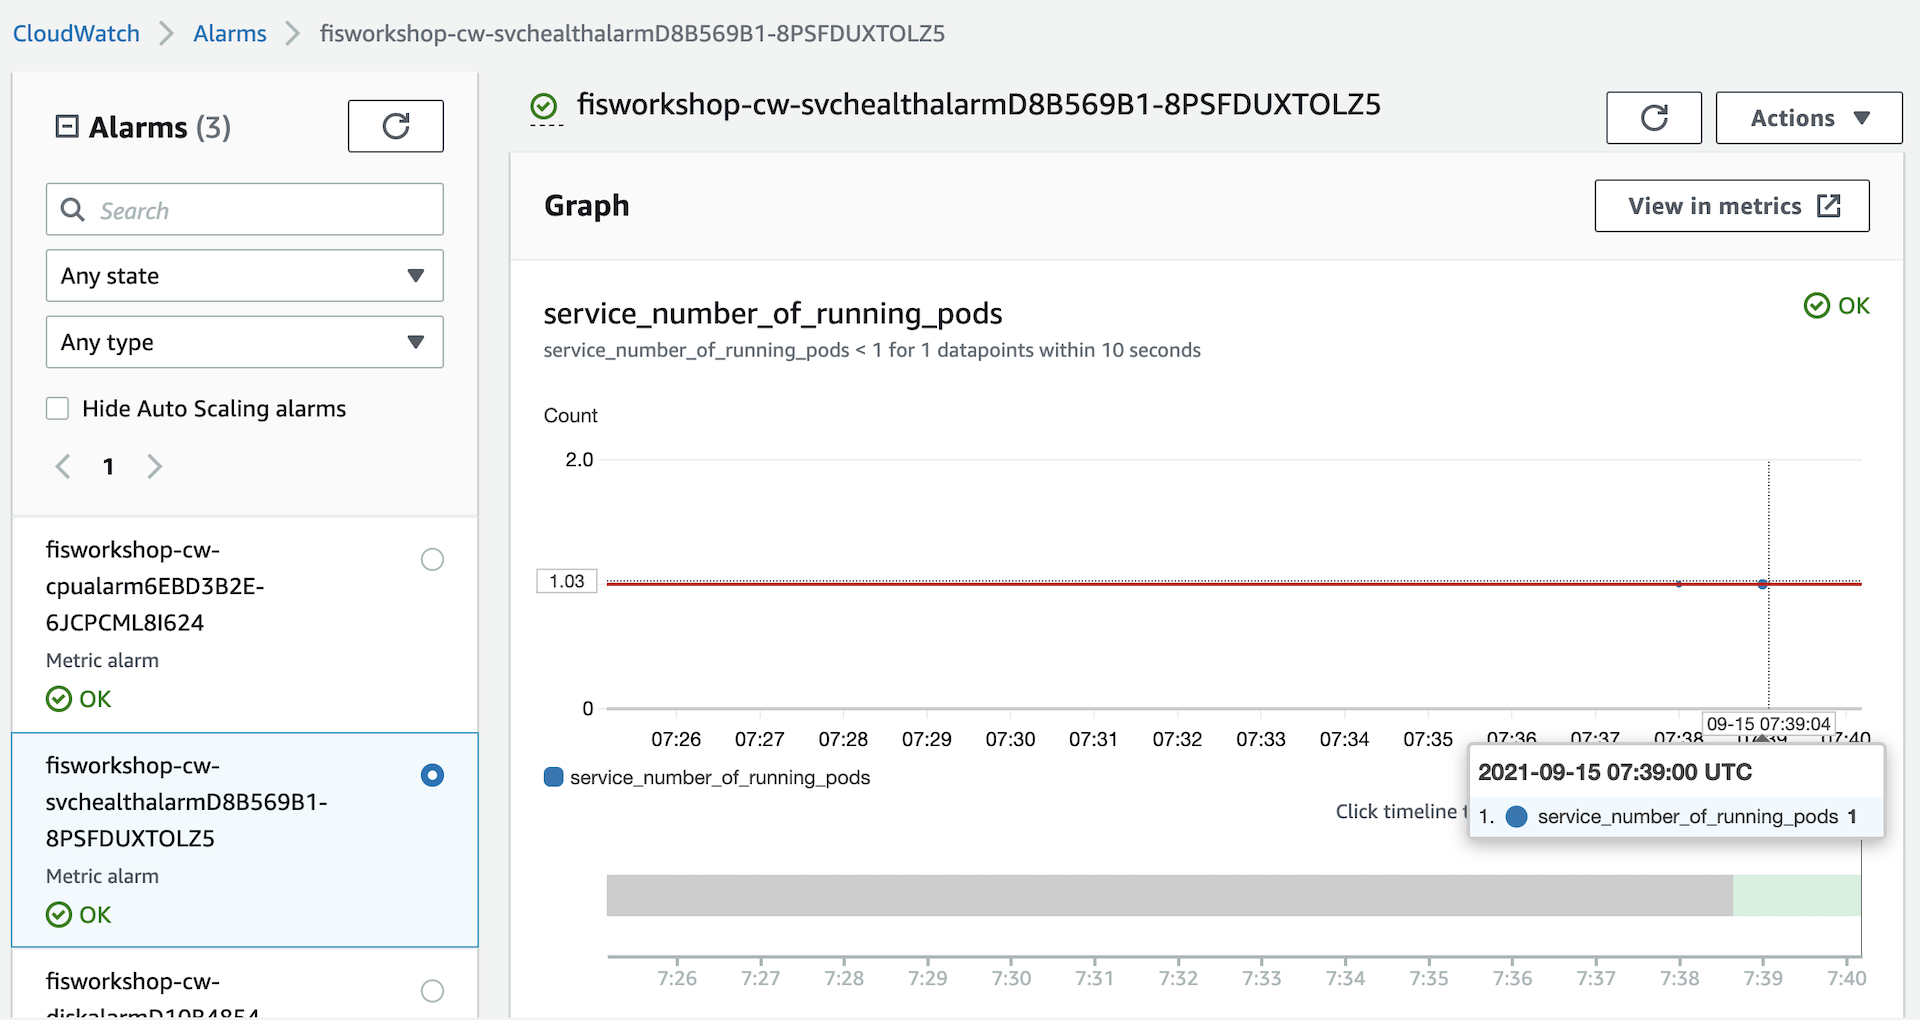 CloudWatch > Alarms > fisworkshop-cw-svchealthalarmD8B569B1-8PSFDUXTOLZ5
Alarms (3)
Search
Any state
Any type
Hide Auto Scaling alarms
1
fisworkshop-cw-
cpualarm6EBD3B2E-
6JCPCML8I624
Metric alarm
OK
fisworkshop-cw-
svchealthalarmD8B569B1-
8PSFDUXTOLZ5
Metric alarm
OK
fisworkshop-cw-
diskalarmD10B4854
fisworkshop-cw-svchealthalarmD8B569B1-8PSFDUXTOLZ5
Actions
Graph
View in metrics
service_number_of_running_pods
OK
service_number_of_running_pods < 1 for 1 datapoints within 10 seconds
Count
2.0
1.03
0
09-15 07:39:04
07:26 07:27 07:28 07:29 07:30 07:31 07:32 07:33 07:34 07:35 07:36 07:37 07:38 07:39 07:40
service_number_of_running_pods
Click timeline
2021-09-15 07:39:00 UTC
1. service_number_of_running_pods 1
7:26 7:27 7:28 7:29 7:30 7:31 7:32 7:33 7:34 7:35 7:36 7:37 7:38 7:39 7:40